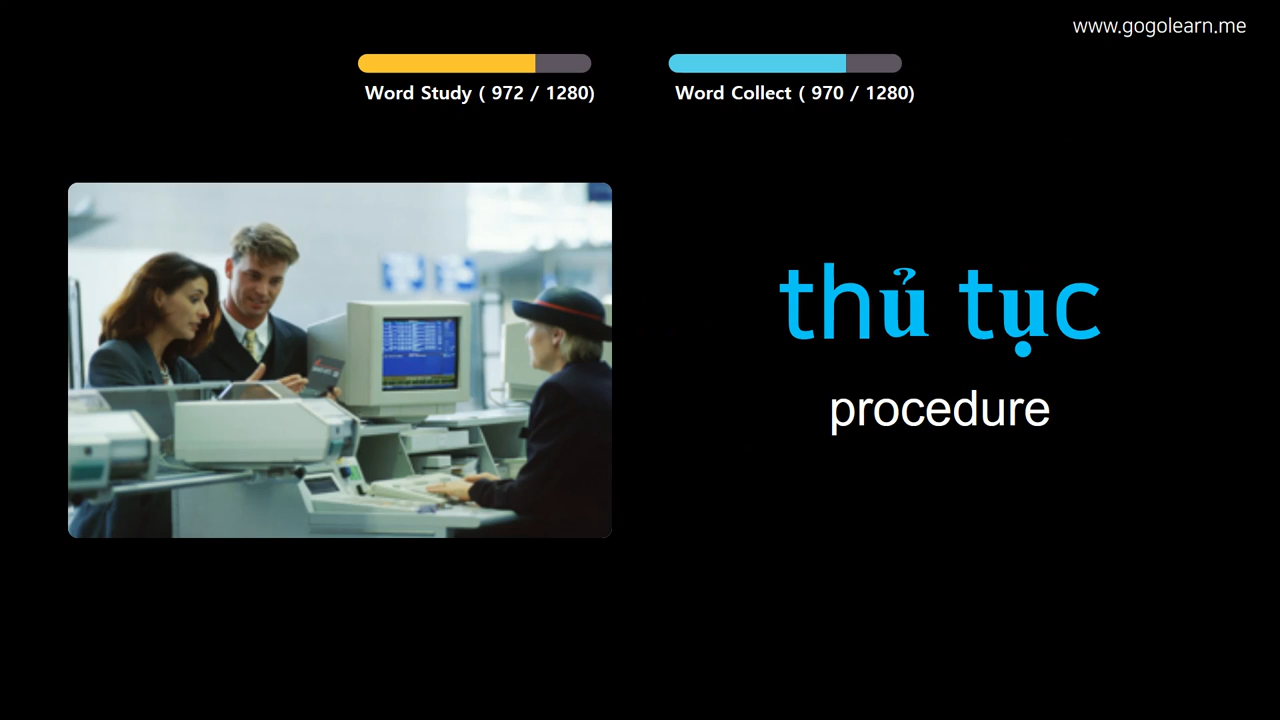 www.gogolearn.me
Word Study ( 972 / 1280)
Word Collect ( 970 / 1280)
thủ tục
procedure